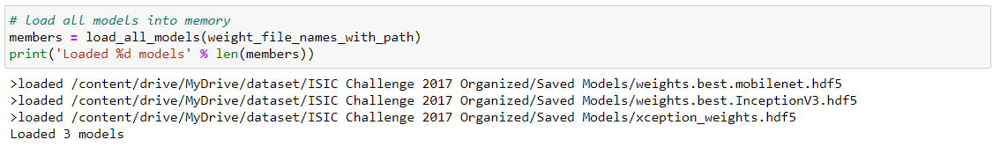 # load all models into memory
members = load_all_models(weight_file_names_with_path)
print('Loaded %d models' % len(members))
>loaded /content/drive/MyDrive/dataset/ISIC Challenge 2017 Organized/Saved Models/weights.best.mobilenet.hdf5
>loaded /content/drive/MyDrive/dataset/ISIC Challenge 2017 Organized/Saved Models/weights.best.InceptionV3.hdf5
>loaded /content/drive/MyDrive/dataset/ISIC Challenge 2017 Organized/Saved Models/xception_weights.hdf5
Loaded 3 models